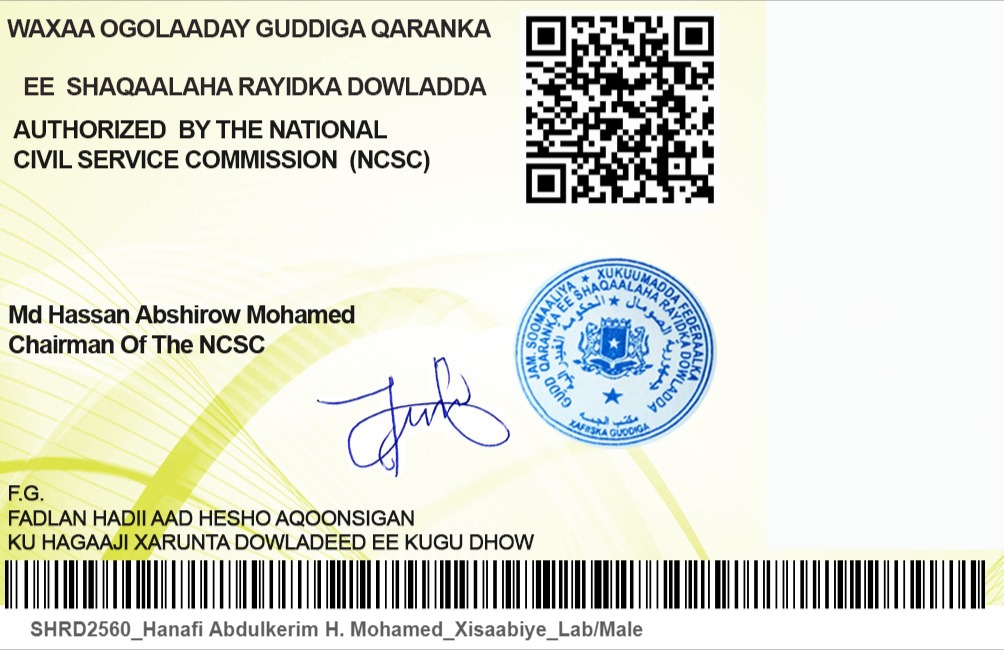 WAXAA OGOLAADAY GUDDIGA QARANKA
EE SHAQAALAHA RAYIDKA DOWLADDA
AUTHORIZED BY THE NATIONAL
CIVIL SERVICE COMMISSION (NCSC)
Md Hassan Abshirow Mohamed
Chairman Of The NCSC
JAM. SOOMAALIYA ★ XUKUUMADDA FEDERAALKA
GUDD QARANKA EE SHAQAALAHA RAYIDKA DOWLADDA
جمهورية الصومال ★ الحكومة الفيدرالية
XAFIISKA GUDDIGA
F.G.
FADLAN HADII AAD HESHO AQOONSIGAN
KU HAGAAJI XARUNTA DOWLADEED EE KUGU DHOW
SHRD2560_Hanafi Abdulkerim H. Mohamed_Xisaabiye_Lab/Male